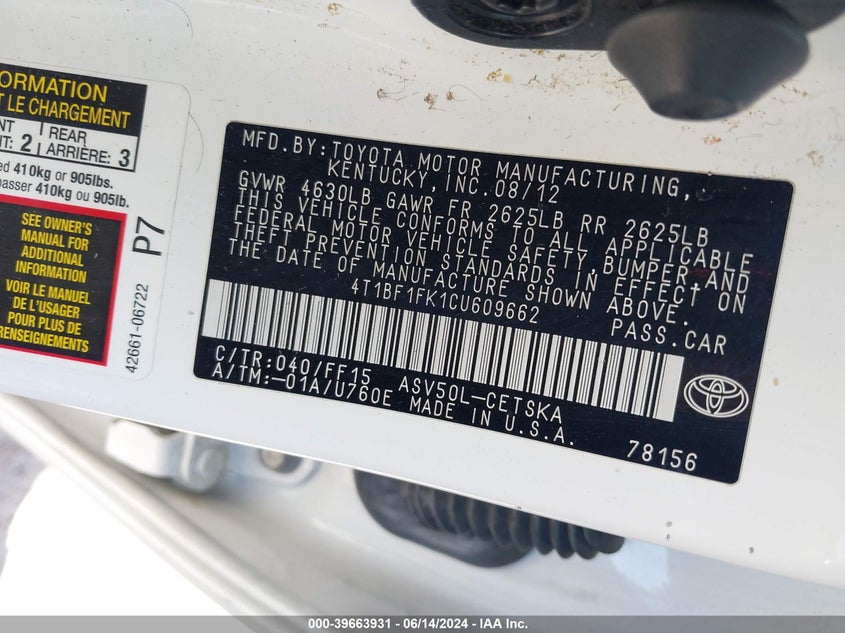 ORMATION
T LE CHARGEMENT
NT
T: 2
REAR
ARRIÈRE: 3
ed 410kg or 905lbs.
passer 410kg ou 905lb.
SEE OWNER'S
MANUAL FOR
ADDITIONAL
INFORMATION
VOIR LE MANUEL
DE L'USAGER
POUR PLUS DE
RENSEIGNEMENTS
P7
42661-06722
MFD.BY:TOYOTA MOTOR MANUFACTURING,
KENTUCKY,INC.08/12
GVWR 4630LB GAWR FR 2625LB RR 2625LB
THIS VEHICLE CONFORMS TO ALL APPLICABLE
FEDERAL MOTOR VEHICLE SAFETY,BUMPER,AND
THEFT PREVENTION STANDARDS IN EFFECT ON
THE DATE OF MANUFACTURE SHOWN ABOVE.
4T1BF1FK1CU609662 PASS.CAR
C/TR:040/FF15 ASV50L-CETSKA
A/TM:-01A/U760E MADE IN U.S.A.
78156
000-39663931 - 06/14/2024 - IAA Inc.